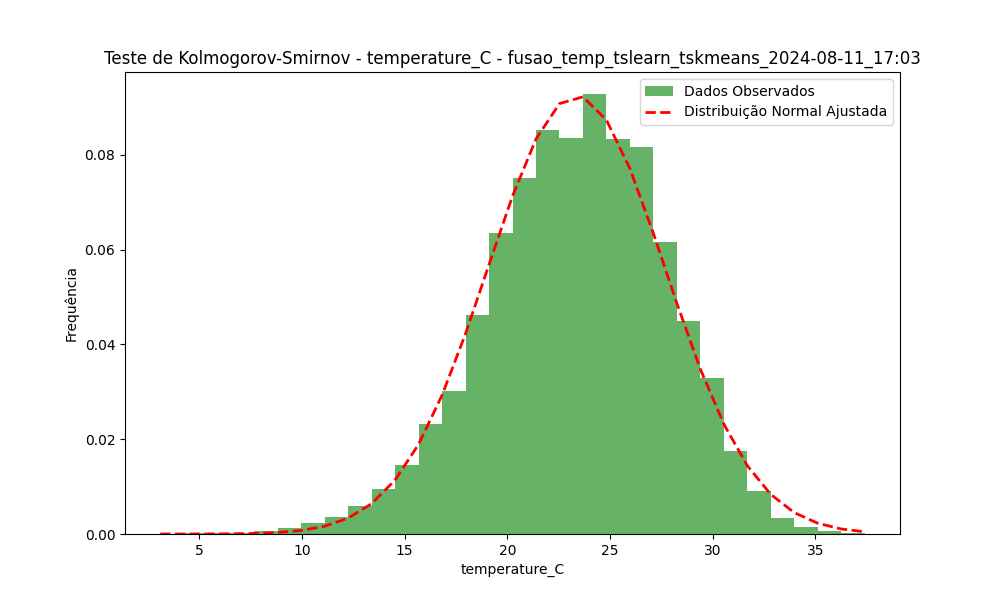 Teste de Kolmogorov-Smirnov - temperature_C - fusao_temp_tslearn_tskmeans_2024-08-11_17:03
Dados Observados
Distribuição Normal Ajustada
Frequência
0.08
0.06
0.04
0.02
0.00
5 10 15 20 25 30 35
temperature_C